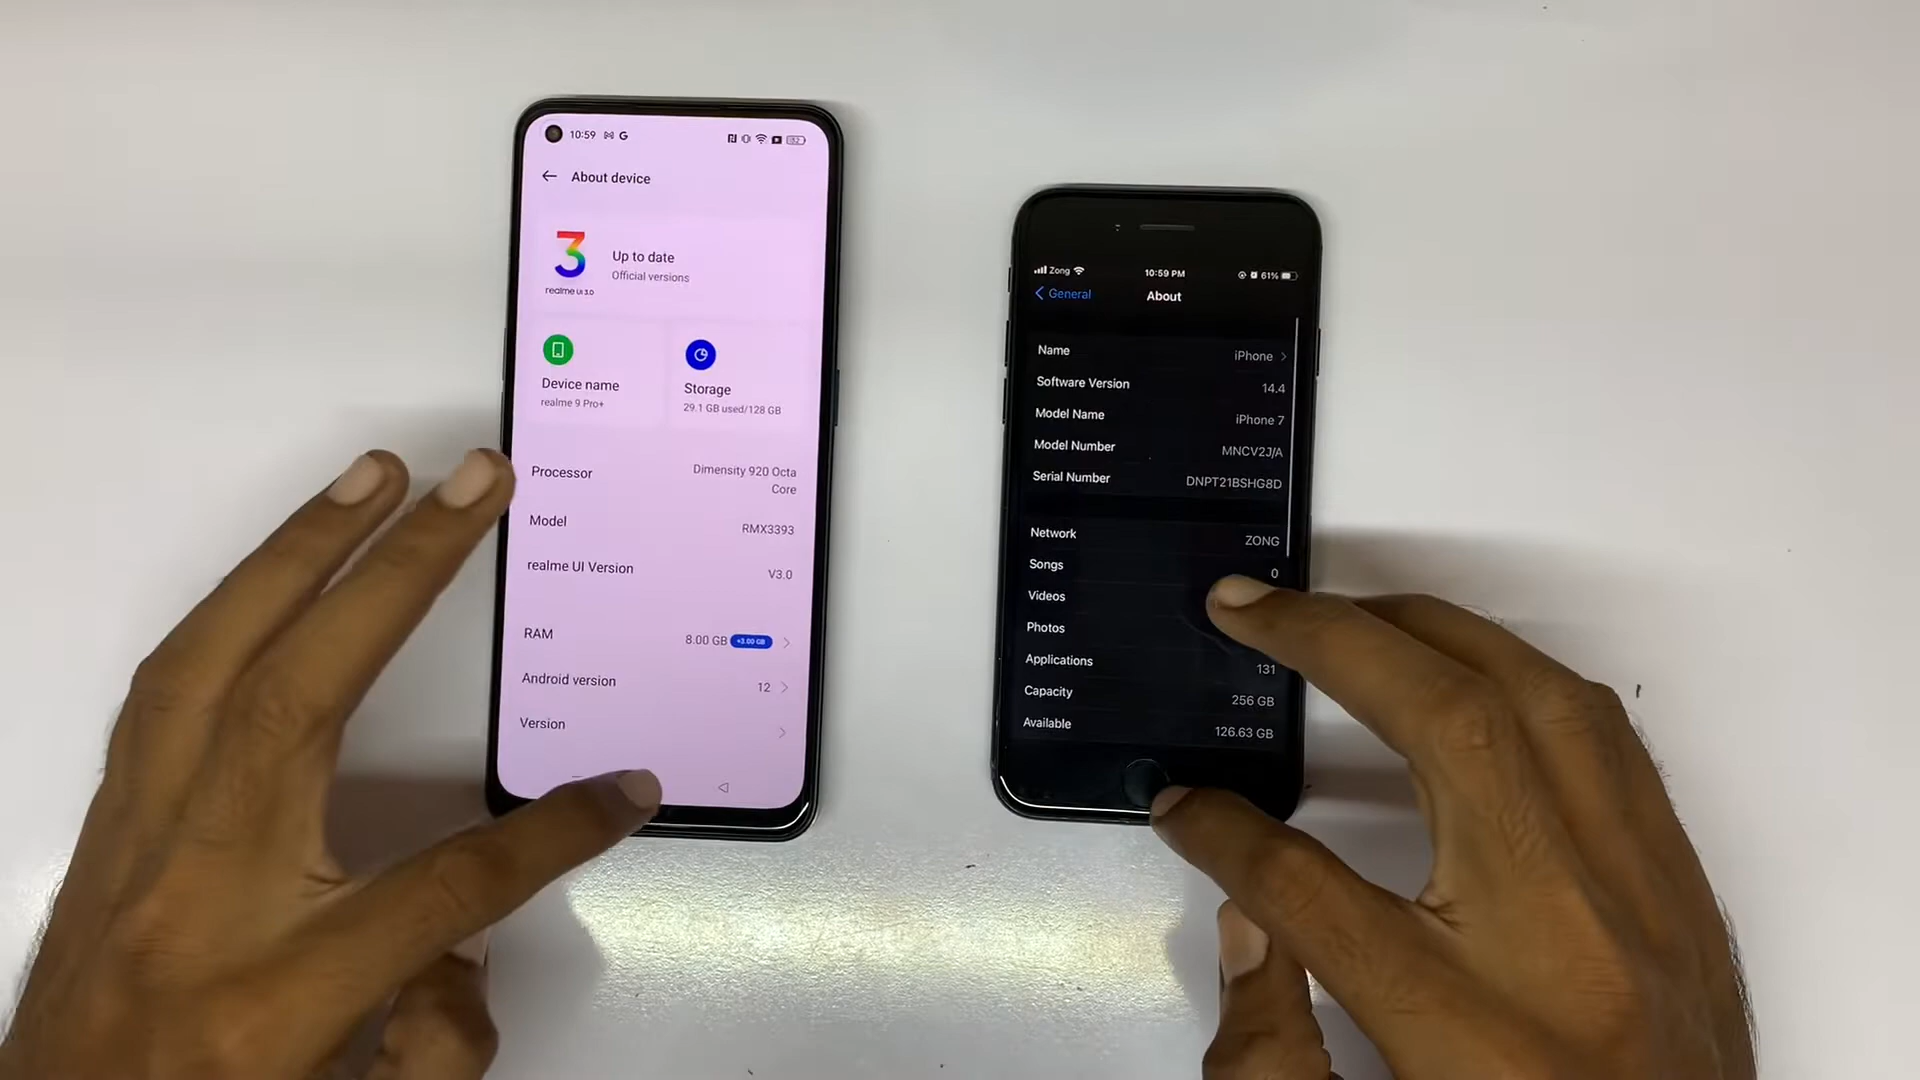 10:59
About device
3
realme UI 3.0
Up to date
Official versions
Device name
realme 9 Pro+
Storage
29.1 GB used/128 GB
Processor
Dimensity 920 Octa
Core
Model
RMX3393
realme UI Version
V3.0
RAM
8.00 GB +3.00 GB
Android version
12
Version
Zong
10:59 PM
61%
General
About
Name
iPhone
Software Version
14.4
Model Name
iPhone 7
Model Number
MNCV2J/A
Serial Number
DNPT21BSHG8D
Network
ZONG
Songs
0
Videos
Photos
Applications
131
Capacity
256 GB
Available
126.63 GB